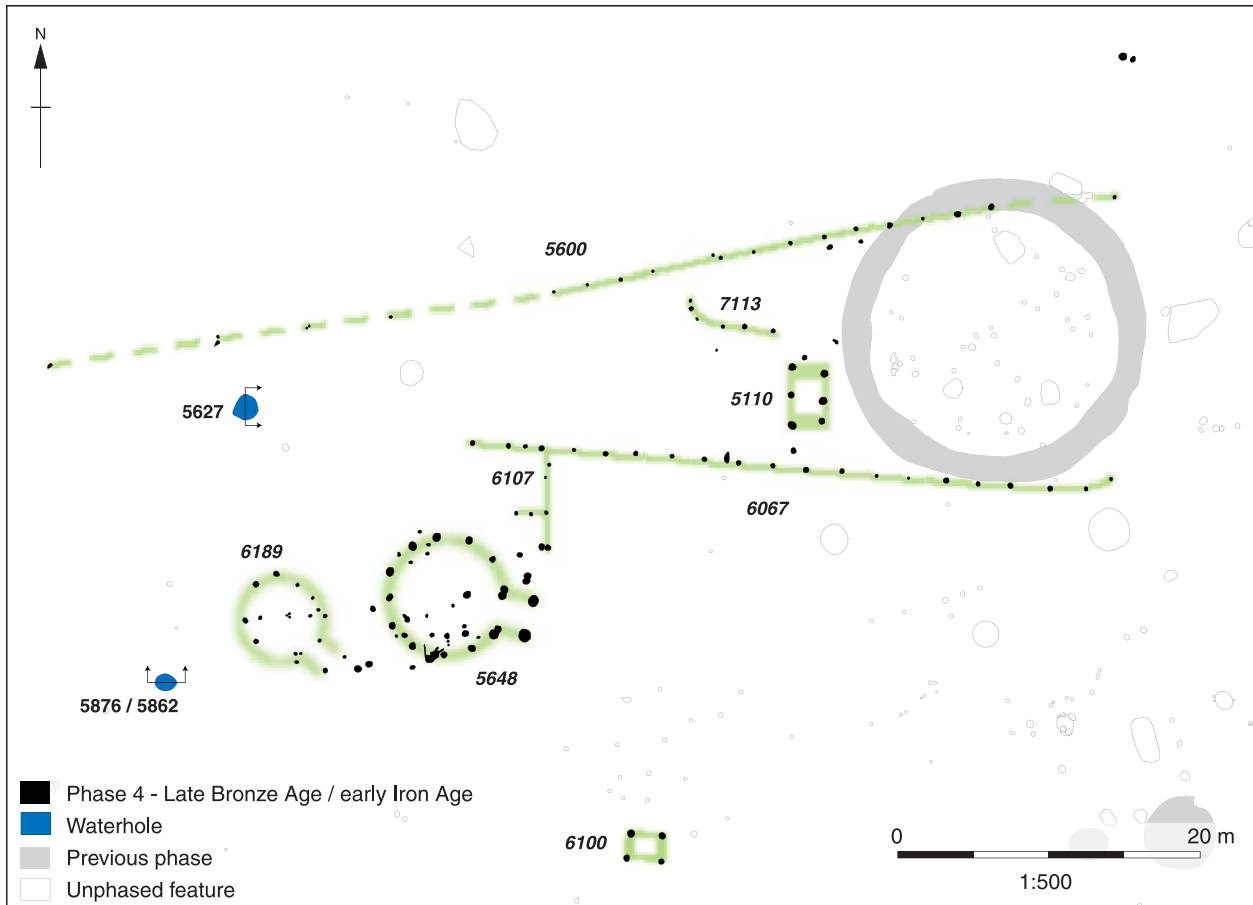 N
5600
7113
5627
5110
6107
6067
6189
5648
5876 / 5862
6100
Phase 4 - Late Bronze Age / early Iron Age
Waterhole
Previous phase
Unphased feature
0 20 m
1:500